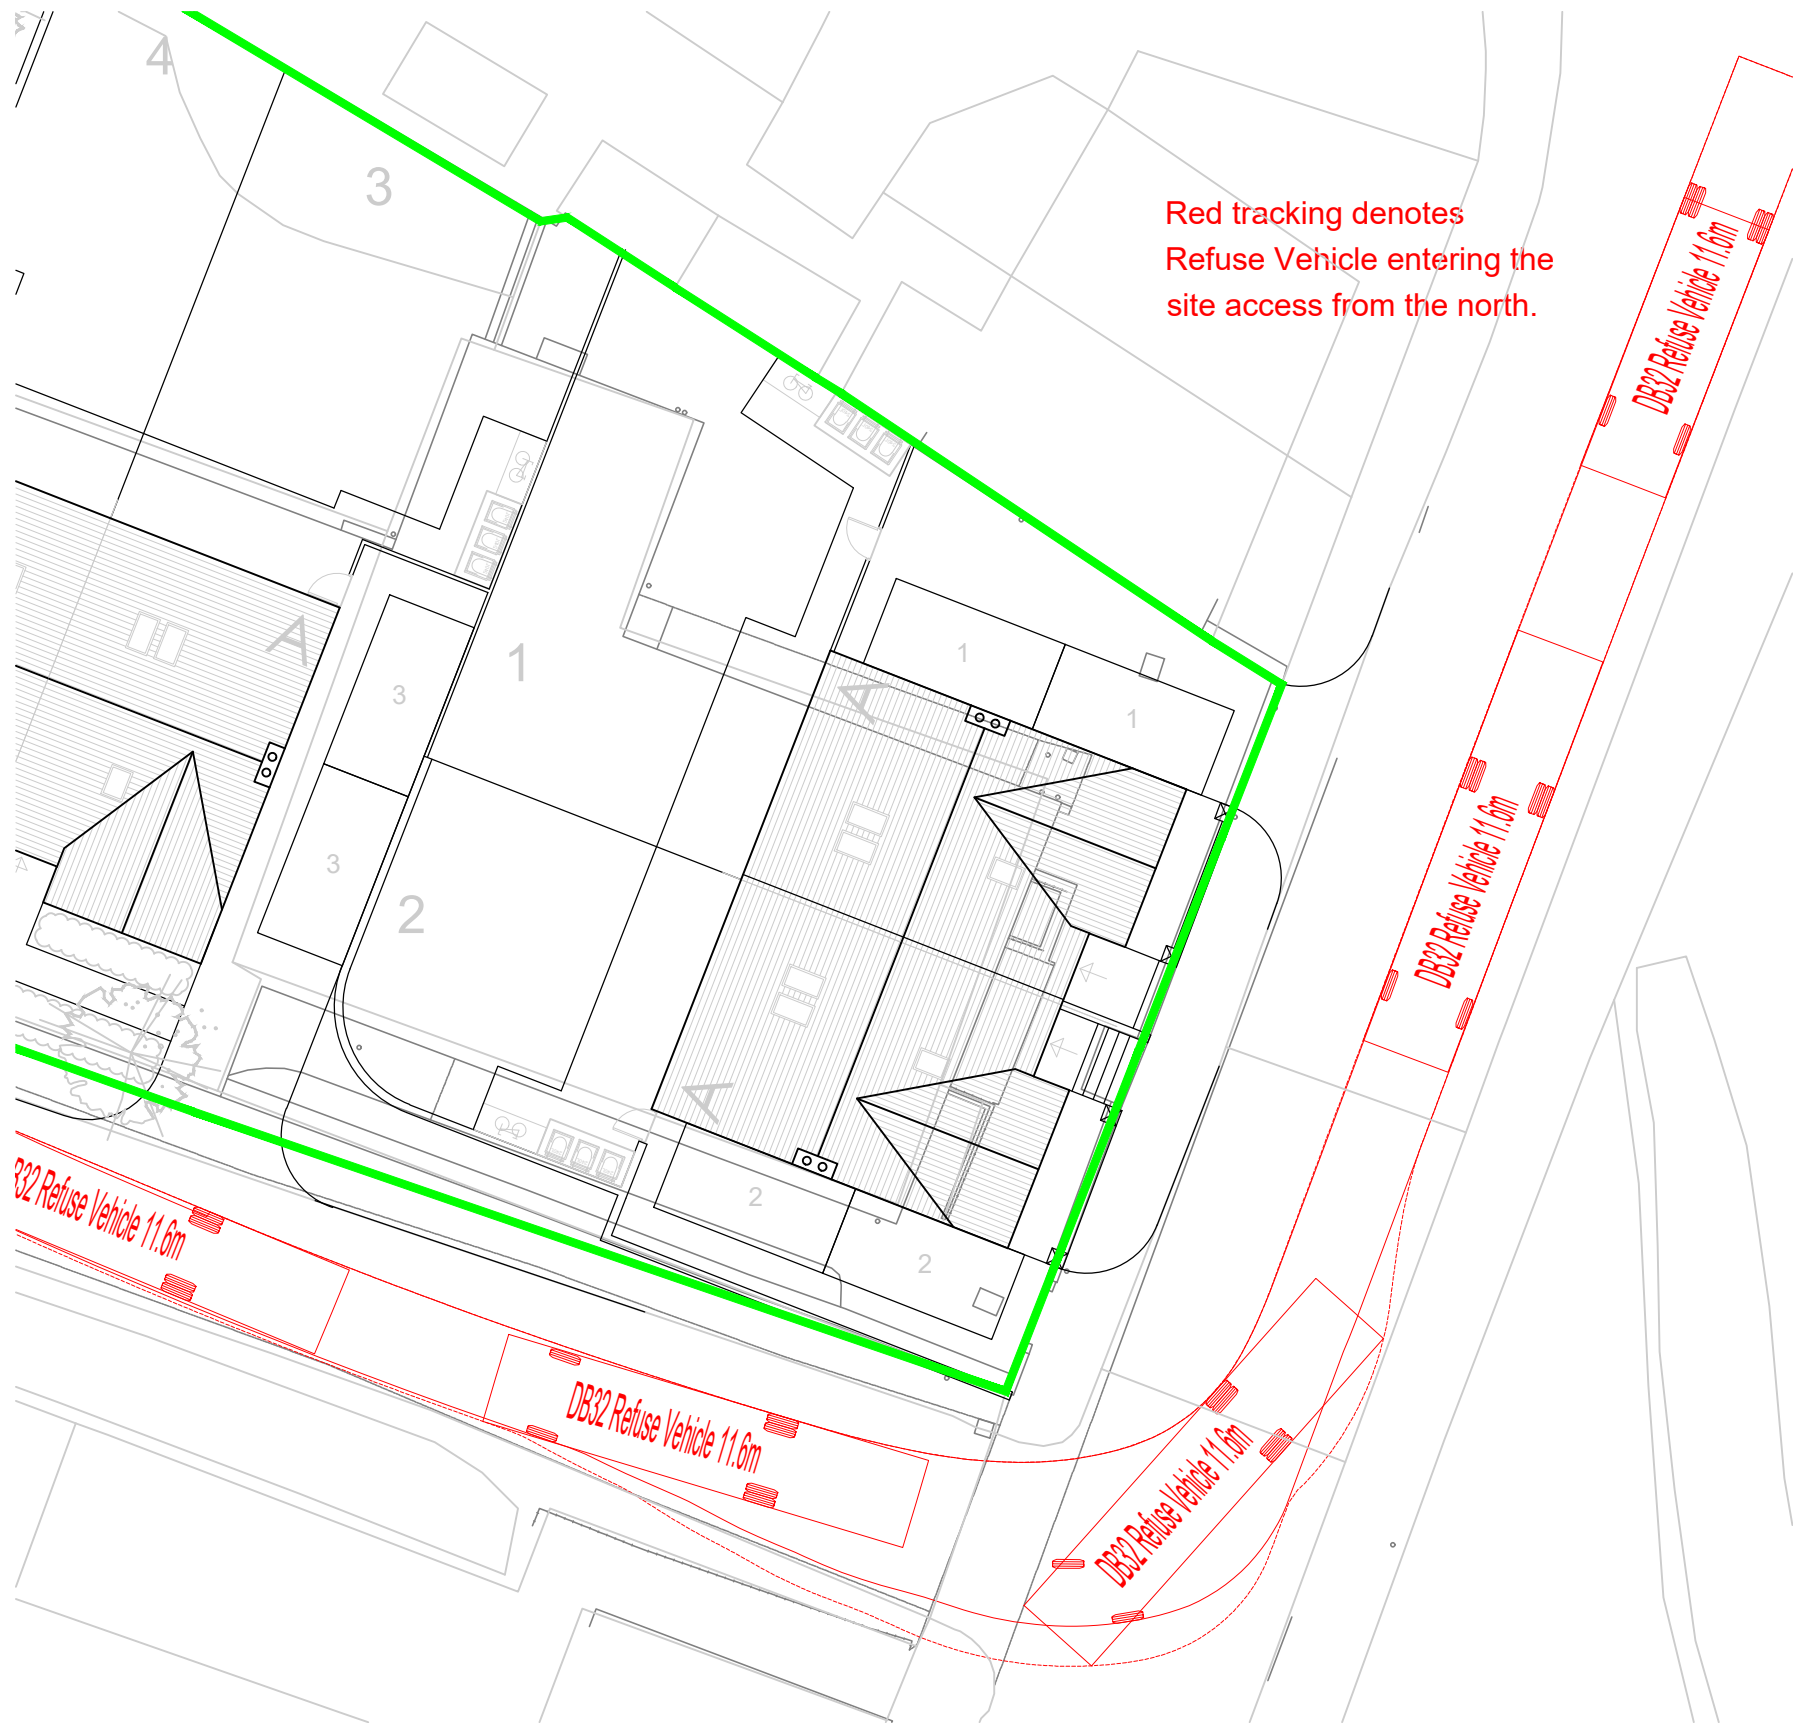 4
3
Red tracking denotes
Refuse Vehicle entering the
site access from the north.
DB32 Refuse Vehicle 11.6m
A
1
1
A
3
1
DB32 Refuse Vehicle 11.6m
3
2
A
2
2
B32 Refuse Vehicle 11.6m
DB32 Refuse Vehicle 11.6m
DB32 Refuse Vehicle 11.6m